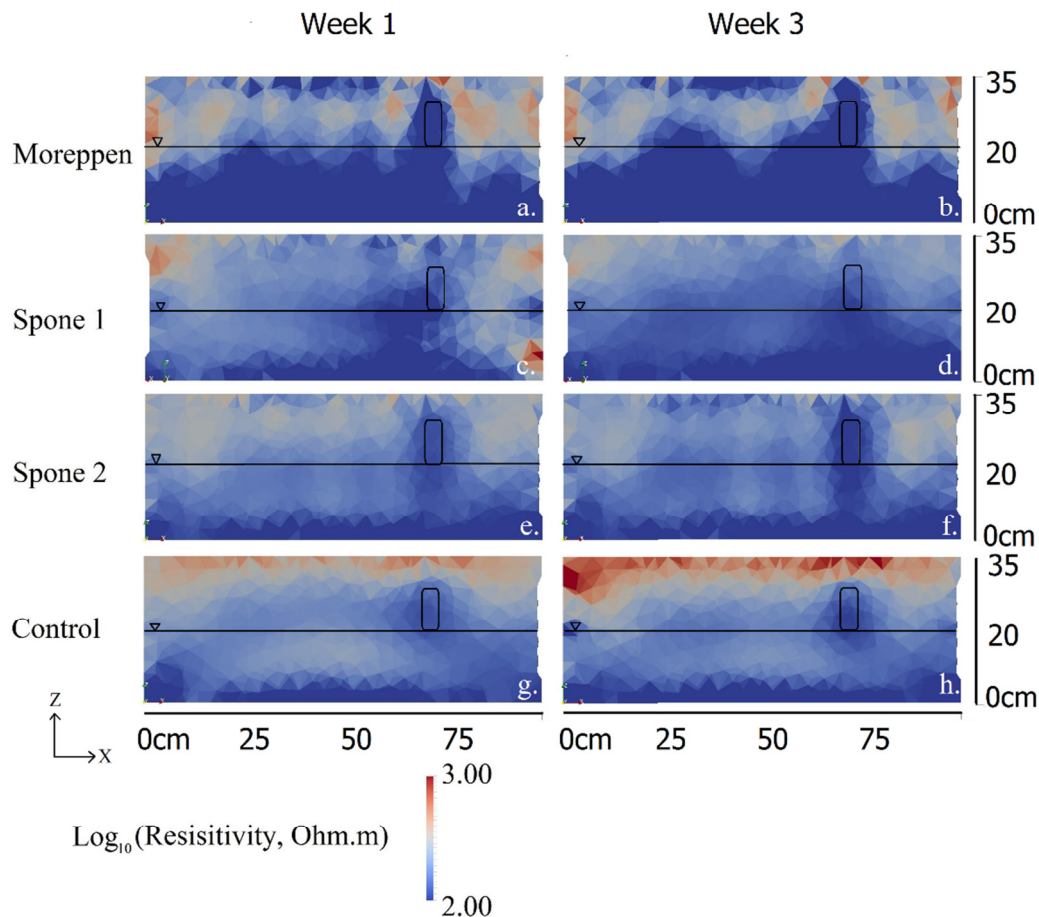 Week 1
Week 3
Moreppen
a.
b.
35
20
0cm
Spone 1
c.
d.
35
20
0cm
Spone 2
e.
f.
35
20
0cm
Control
g.
h.
35
20
0cm
Z
X
0cm 25 50 75
0cm 25 50 75
3.00
Log₁₀(Resisitivity, Ohm.m)
2.00